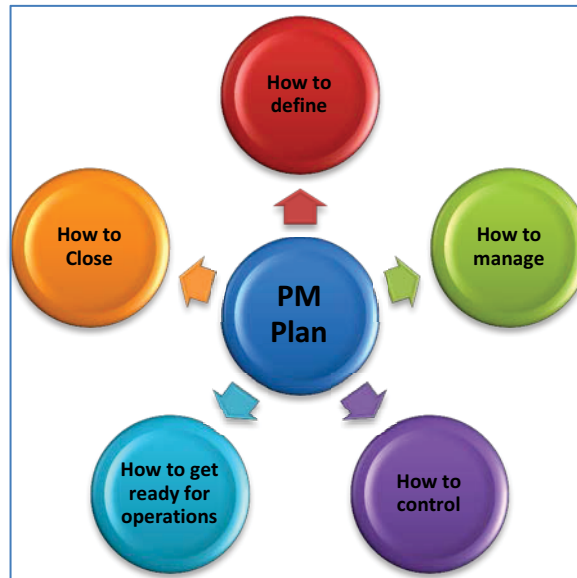 How to
define
How to
manage
How to
control
How to get
ready for
operations
How to
Close
PM
Plan